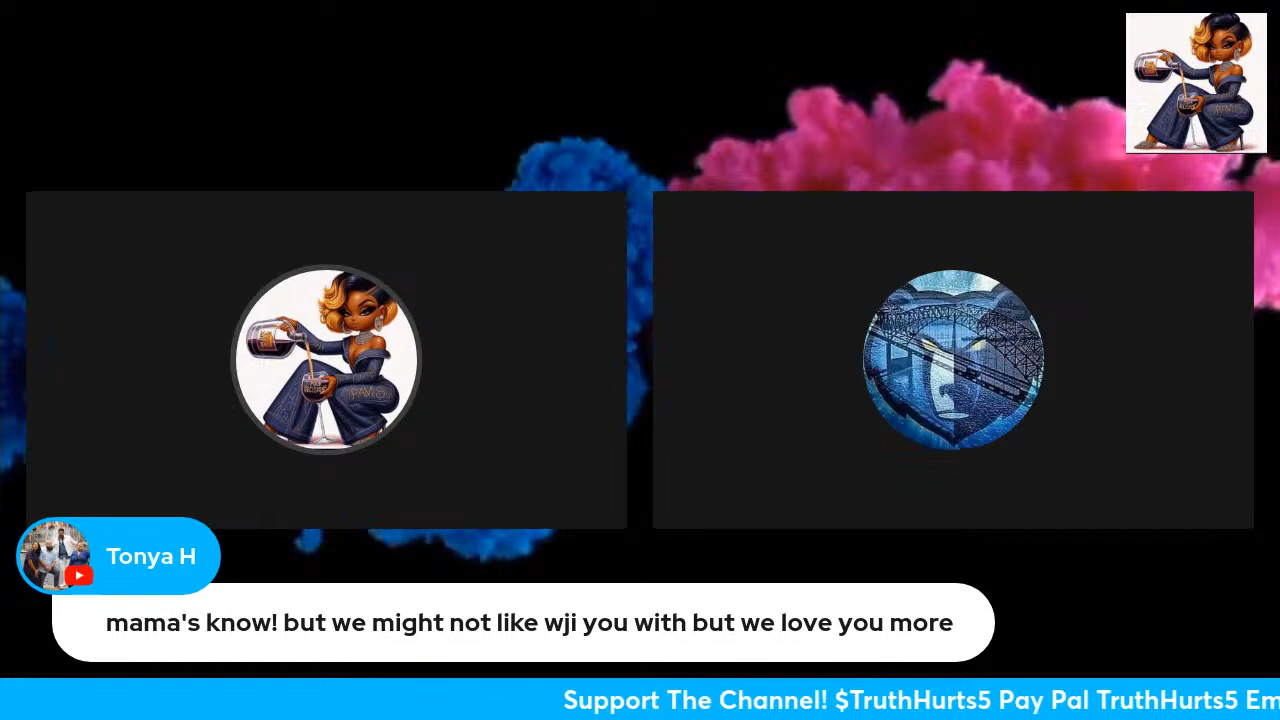 Tonya H
mama's know! but we might not like wji you with but we love you more
Support The Channel! $TruthHurts5 Pay Pal TruthHurts5 Em